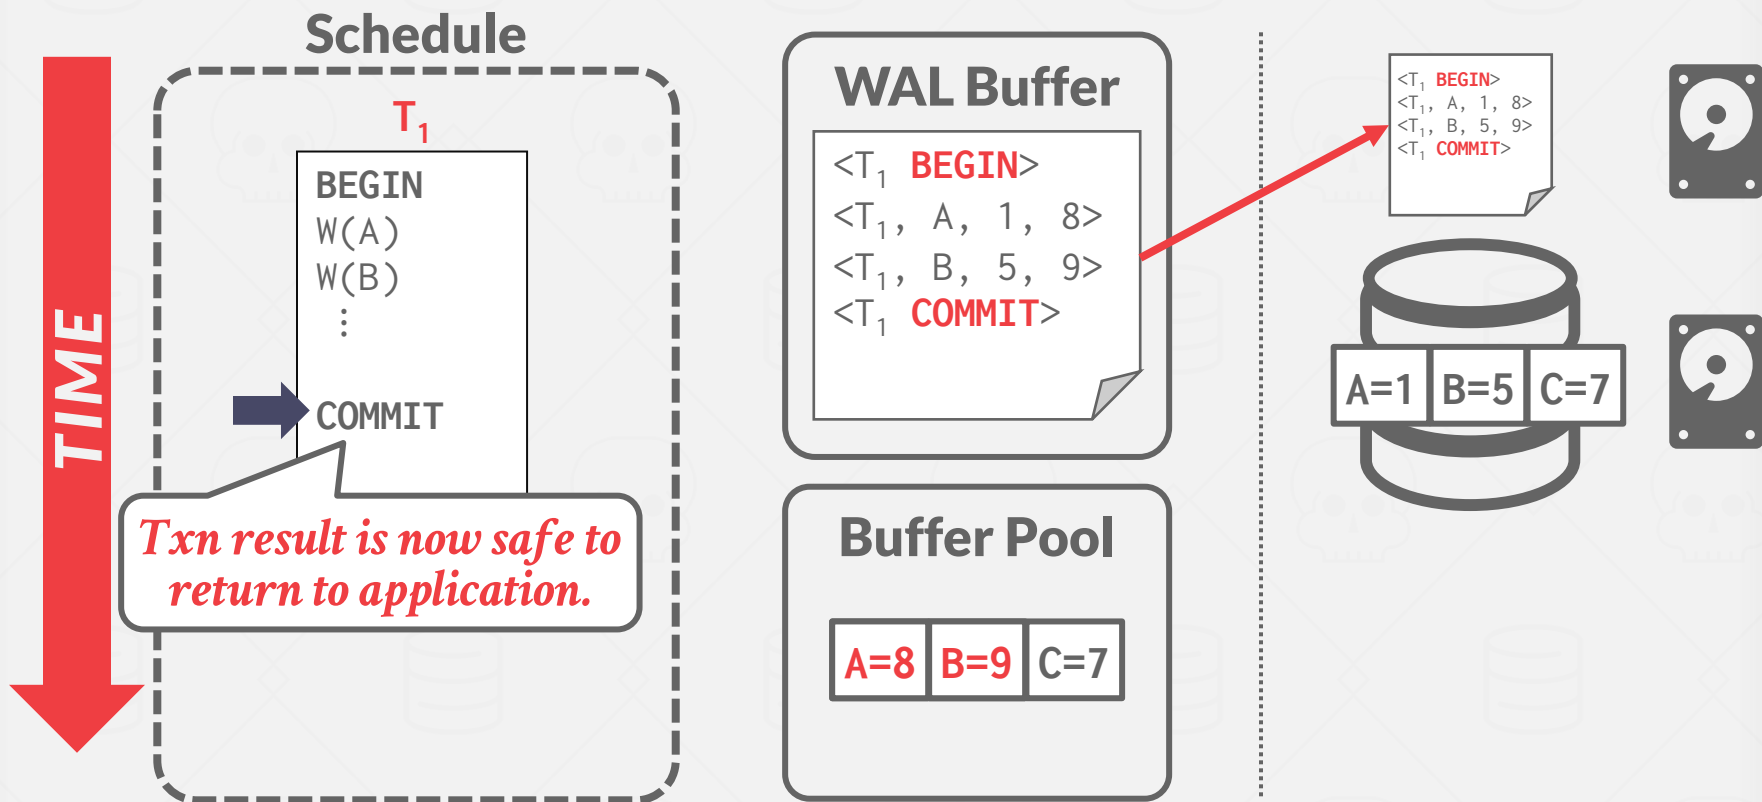 Schedule
TIME
T₁
BEGIN
W(A)
W(B)
⋮
COMMIT
Txn result is now safe to
return to application.
WAL Buffer
<T₁ BEGIN>
<T₁, A, 1, 8>
<T₁, B, 5, 9>
<T₁ COMMIT>
Buffer Pool
A=8 B=9 C=7
<T₁ BEGIN>
<T₁, A, 1, 8>
<T₁, B, 5, 9>
<T₁ COMMIT>
A=1 B=5 C=7